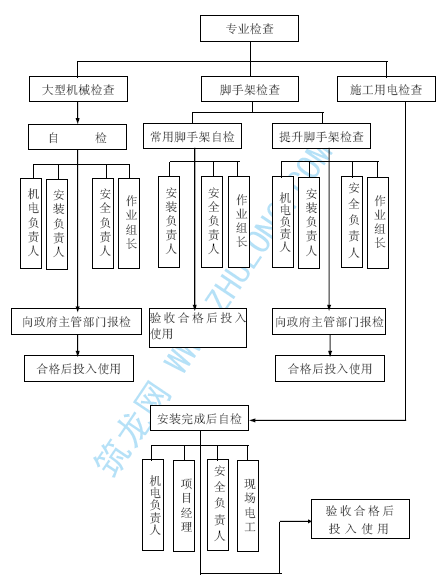 专业检查
大型机械检查
脚手架检查
施工用电检查
自 检
常用脚手架自检
提升脚手架检查
机电负责人
安装负责人
安全负责人
作业组长
安装负责人
安全负责人
作业组长
机电负责人
安装负责人
安全负责人
作业组长
向政府主管部门报检
验收合格后投入
使用
向政府主管部门报检
合格后投入使用
合格后投入使用
安装完成后自检
机电负责人
项目经理
安全负责人
现场电工
验收合格后
投入使用
筑龙网 WWW.ZHULONG.COM